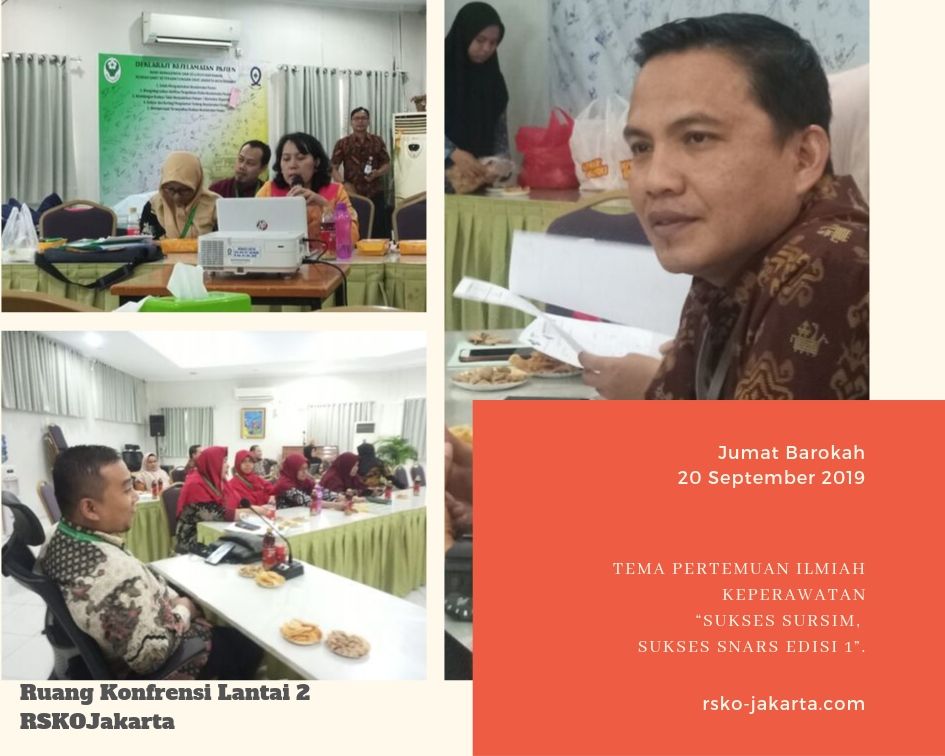 DEKLARASI KESELAMATAN PASIEN
Jumat Barokah
20 September 2019
TEMA PERTEMUAN ILMIAH
KEPERAWATAN
“SUKSES SURSIM,
SUKSES SNARS EDISI 1”.
rsko-jakarta.com
Ruang Konfrensi Lantai 2
RSKOJakarta